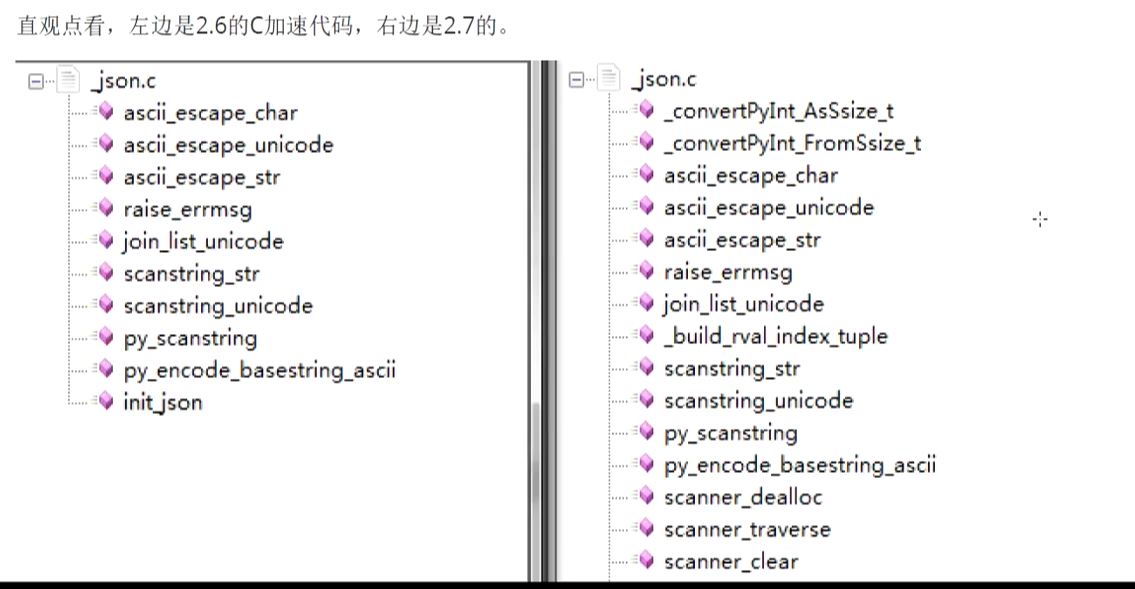 直观点看，左边是2.6的C加速代码，右边是2.7的。
_json.c
ascii_escape_char
ascii_escape_unicode
ascii_escape_str
raise_errmsg
join_list_unicode
scanstring_str
scanstring_unicode
py_scanstring
py_encode_basestring_ascii
init_json
_json.c
_convertPyInt_AsSsize_t
_convertPyInt_FromSsize_t
ascii_escape_char
ascii_escape_unicode
ascii_escape_str
raise_errmsg
join_list_unicode
_build_rval_index_tuple
scanstring_str
scanstring_unicode
py_scanstring
py_encode_basestring_ascii
scanner_dealloc
scanner_traverse
scanner_clear